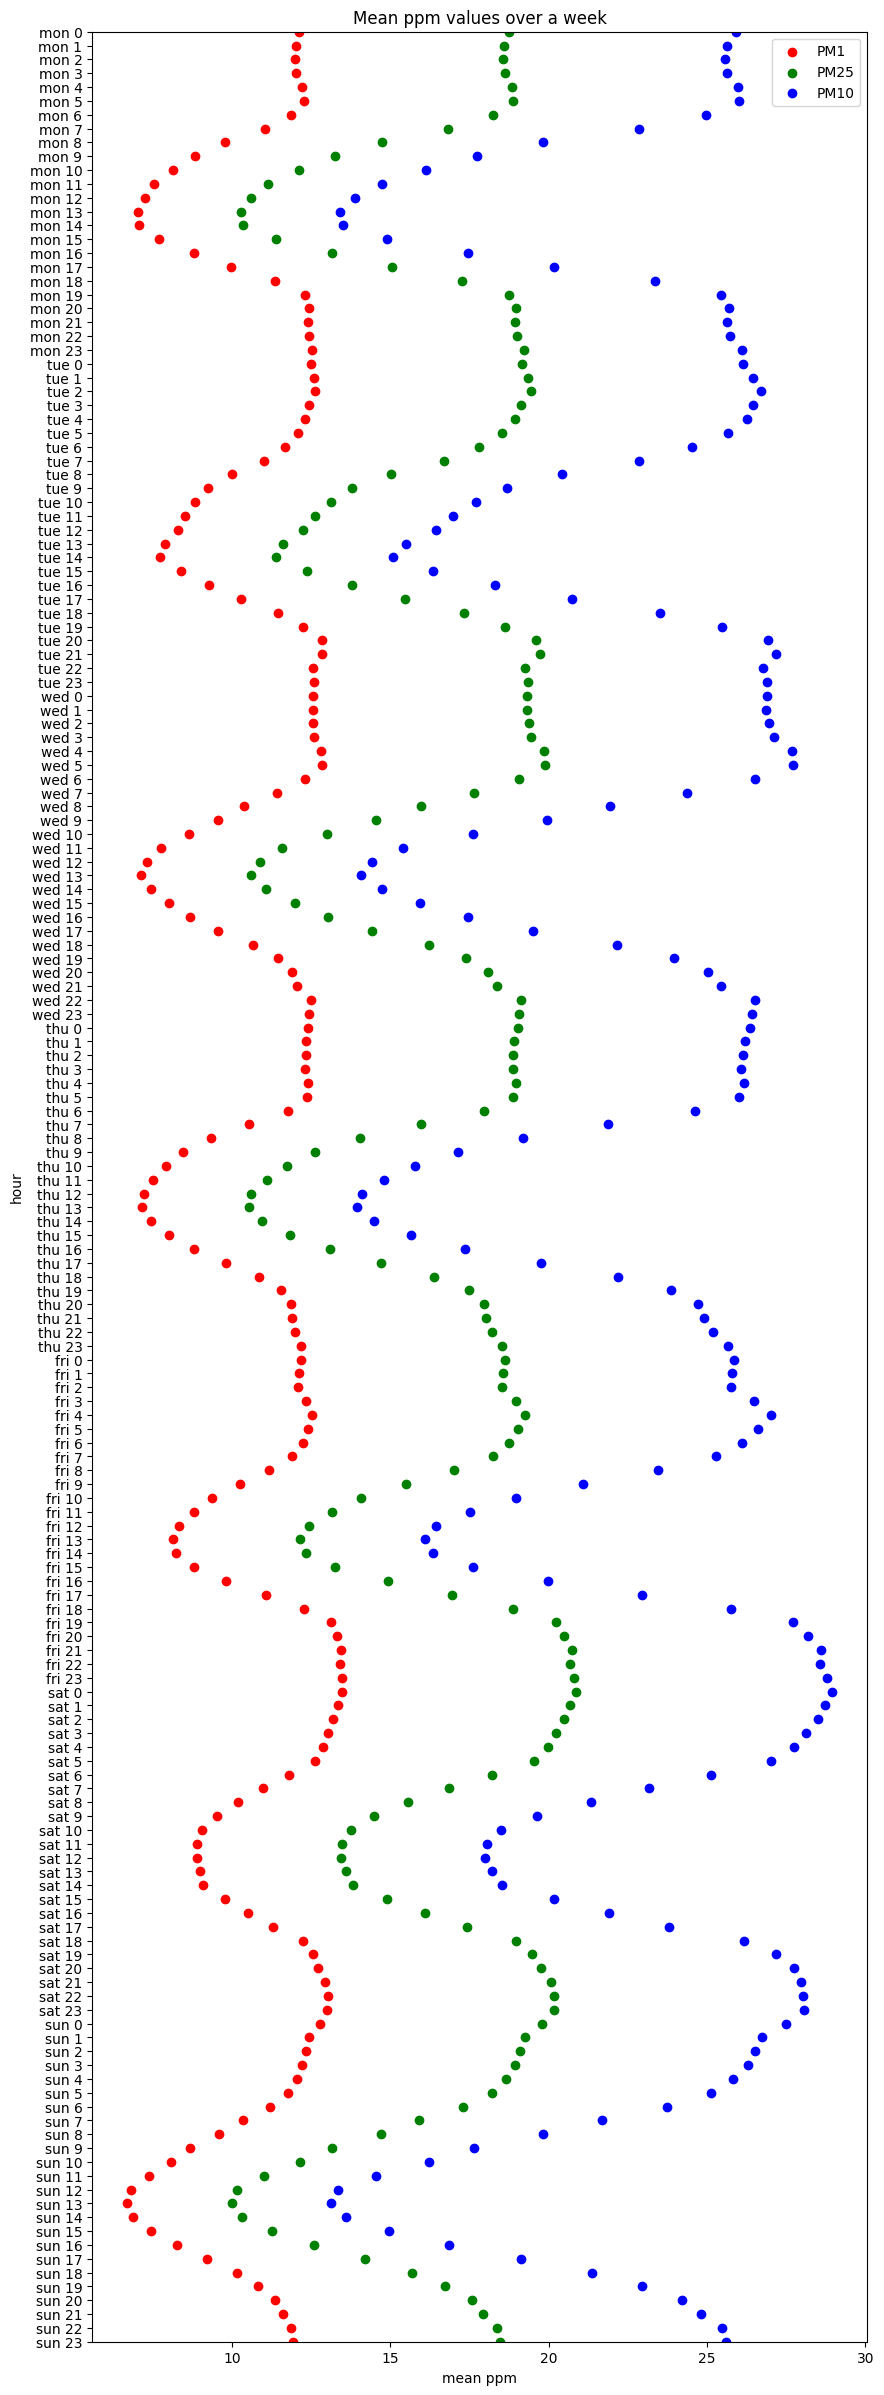 Mean ppm values over a week
PM1
PM25
PM10
mon 0
mon 1
mon 2
mon 3
mon 4
mon 5
mon 6
mon 7
mon 8
mon 9
mon 10
mon 11
mon 12
mon 13
mon 14
mon 15
mon 16
mon 17
mon 18
mon 19
mon 20
mon 21
mon 22
mon 23
tue 0
tue 1
tue 2
tue 3
tue 4
tue 5
tue 6
tue 7
tue 8
tue 9
tue 10
tue 11
tue 12
tue 13
tue 14
tue 15
tue 16
tue 17
tue 18
tue 19
tue 20
tue 21
tue 22
tue 23
wed 0
wed 1
wed 2
wed 3
wed 4
wed 5
wed 6
wed 7
wed 8
wed 9
wed 10
wed 11
wed 12
wed 13
wed 14
wed 15
wed 16
wed 17
wed 18
wed 19
wed 20
wed 21
wed 22
wed 23
thu 0
thu 1
thu 2
thu 3
thu 4
thu 5
thu 6
thu 7
thu 8
thu 9
thu 10
thu 11
thu 12
thu 13
thu 14
thu 15
thu 16
thu 17
thu 18
thu 19
thu 20
thu 21
thu 22
thu 23
fri 0
fri 1
fri 2
fri 3
fri 4
fri 5
fri 6
fri 7
fri 8
fri 9
fri 10
fri 11
fri 12
fri 13
fri 14
fri 15
fri 16
fri 17
fri 18
fri 19
fri 20
fri 21
fri 22
fri 23
sat 0
sat 1
sat 2
sat 3
sat 4
sat 5
sat 6
sat 7
sat 8
sat 9
sat 10
sat 11
sat 12
sat 13
sat 14
sat 15
sat 16
sat 17
sat 18
sat 19
sat 20
sat 21
sat 22
sat 23
sun 0
sun 1
sun 2
sun 3
sun 4
sun 5
sun 6
sun 7
sun 8
sun 9
sun 10
sun 11
sun 12
sun 13
sun 14
sun 15
sun 16
sun 17
sun 18
sun 19
sun 20
sun 21
sun 22
sun 23
hour
10 15 20 25 30
mean ppm